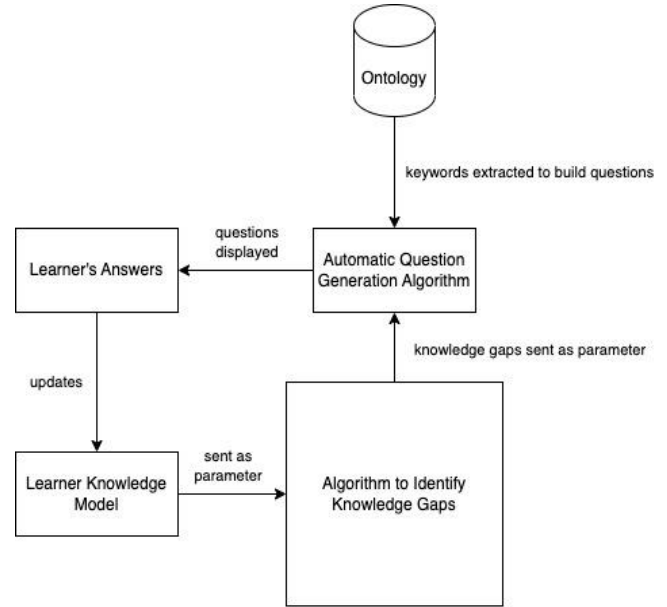 Ontology
keywords extracted to build questions
questions
displayed
Learner's Answers
Automatic Question
Generation Algorithm
knowledge gaps sent as parameter
updates
sent as
parameter
Learner Knowledge
Model
Algorithm to Identify
Knowledge Gaps